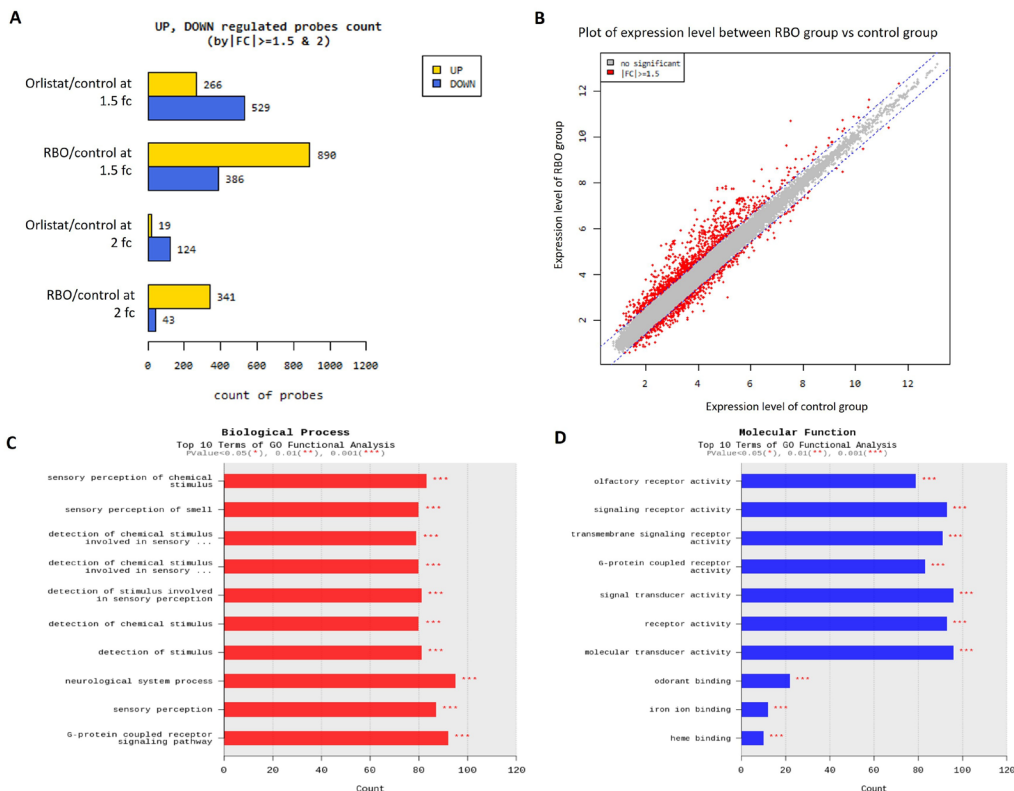 A
UP, DOWN regulated probes count
(by|FC|>=1.5 & 2)
UP
DOWN
Orlistat/control at
1.5 fc
266
529
RBO/control at
1.5 fc
890
386
Orlistat/control at
2 fc
19
124
RBO/control at
2 fc
341
43
0 200 400 600 800 1000 1200
count of probes
B
Plot of expression level between RBO group vs control group
no significant
|FC|>=1.5
Expression level of RBO group
12
10
8
6
4
2
2 4 6 8 10 12
Expression level of control group
C
Biological Process
Top 10 Terms of GO Functional Analysis
PValue<0.05(*), 0.01(**), 0.001(***)
sensory perception of chemical
stimulus
***
sensory perception of smell
***
detection of chemical stimulus
involved in sensory ...
***
detection of chemical stimulus
involved in sensory ...
***
detection of stimulus involved
in sensory perception
***
detection of chemical stimulus
***
detection of stimulus
***
neurological system process
***
sensory perception
***
G-protein coupled receptor
signaling pathway
***
0 20 40 60 80 100 120
Count
D
Molecular Function
Top 10 Terms of GO Functional Analysis
PValue<0.05(*), 0.01(**), 0.001(***)
olfactory receptor activity
***
signaling receptor activity
***
transmembrane signaling receptor
activity
***
G-protein coupled receptor
activity
***
signal transducer activity
***
receptor activity
***
molecular transducer activity
***
odorant binding
***
iron ion binding
***
heme binding
***
0 20 40 60 80 100 120
Count